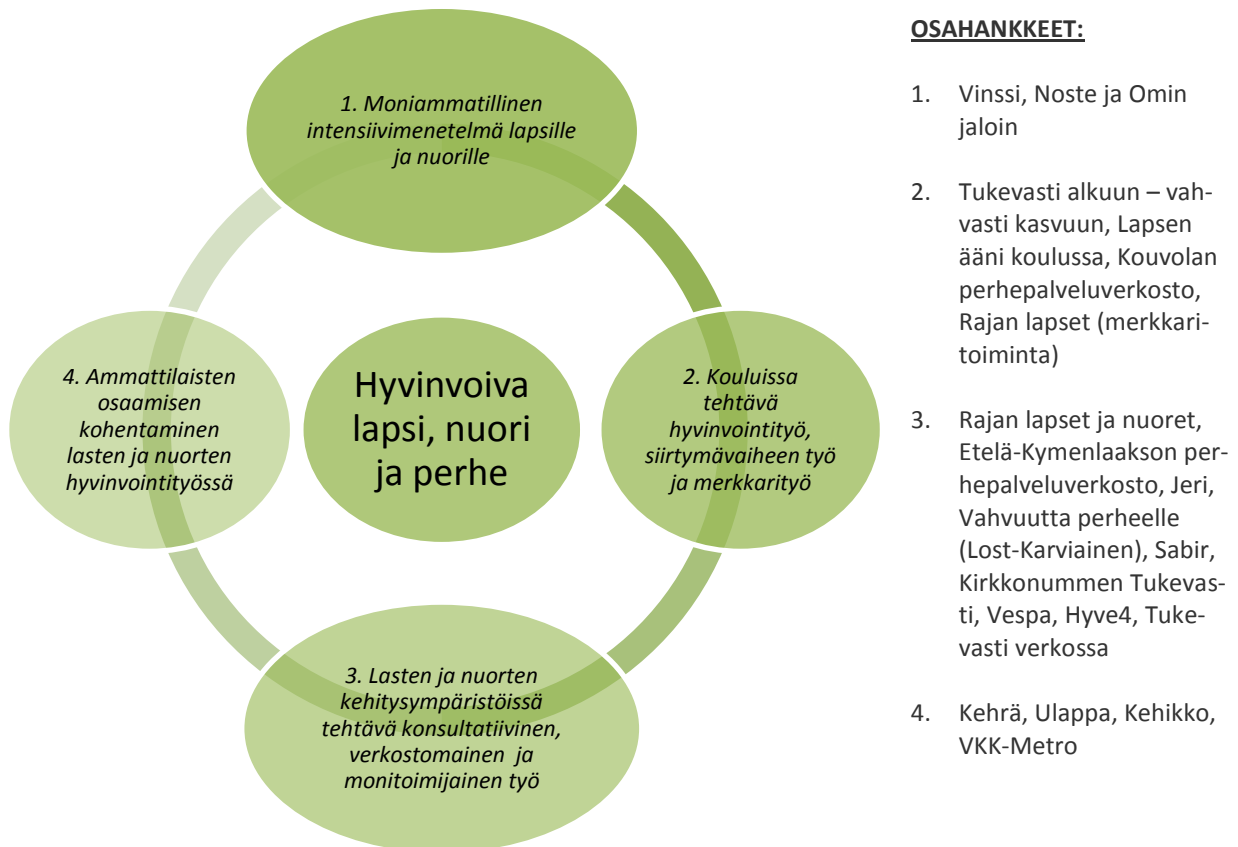 1. Moniammatillinen
intensiivimenetelmä lapsille
ja nuorille
2. Kouluissa
tehtävä
hyvinvointityö,
siirtymävaiheen työ
ja merkkarityö
3. Lasten ja nuorten
kehitysympäristöissä
tehtävä konsultatiivinen,
verkostomainen ja
monitoimijainen työ
4. Ammattilaisten
osaamisen
kohentaminen
lasten ja nuorten
hyvinvointityössä
Hyvinvoiva
lapsi, nuori
ja perhe
OSAHANKKEET:
1. Vinssi, Noste ja Omin
jaloin
2. Tukevasti alkuun – vah-
vasti kasvuun, Lapsen
ääni koulussa, Kouvolan
perhepalveluverkosto,
Rajan lapset (merkkari-
toiminta)
3. Rajan lapset ja nuoret,
Etelä-Kymenlaakson per-
hepalveluverkosto, Jeri,
Vahvuutta perheelle
(Lost-Karviainen), Sabir,
Kirkkonummen Tukevas-
ti, Vespa, Hyve4, Tuke-
vasti verkossa
4. Kehrä, Ulappa, Kehikko,
VKK-Metro